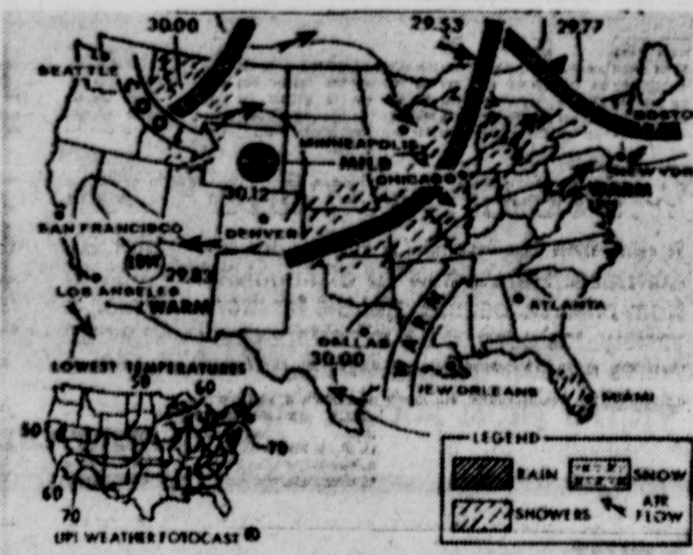 30.00
29.53
29.77
SEATTLE
COOL
BOSTON
MINNEAPOLIS
MILD
NEW YORK
CHICAGO
WARM
30.12
SAN FRANCISCO
DENVER
LOW
29.83
LOS ANGELES
WARM
ATLANTA
WARM
DALLAS
30.00
NEW ORLEANS
MIAMI
LOWEST TEMPERATURES
50
60
50
70
60
70
LEGEND
RAIN
SNOW
SHOWERS
AIR
FLOW
UPI WEATHER FOTOCAST ®